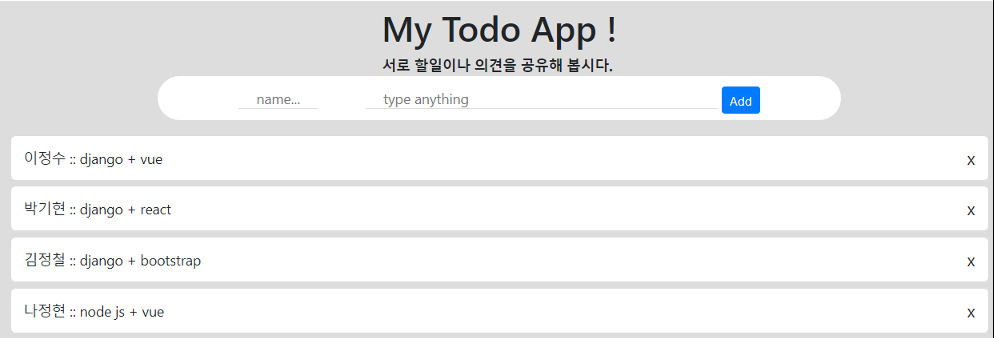 My Todo App !
서로 할일이나 의견을 공유해 봅시다.
name... type anything Add
이정수 :: django + vue x
박기현 :: django + react x
김정철 :: django + bootstrap x
나정현 :: node js + vue x